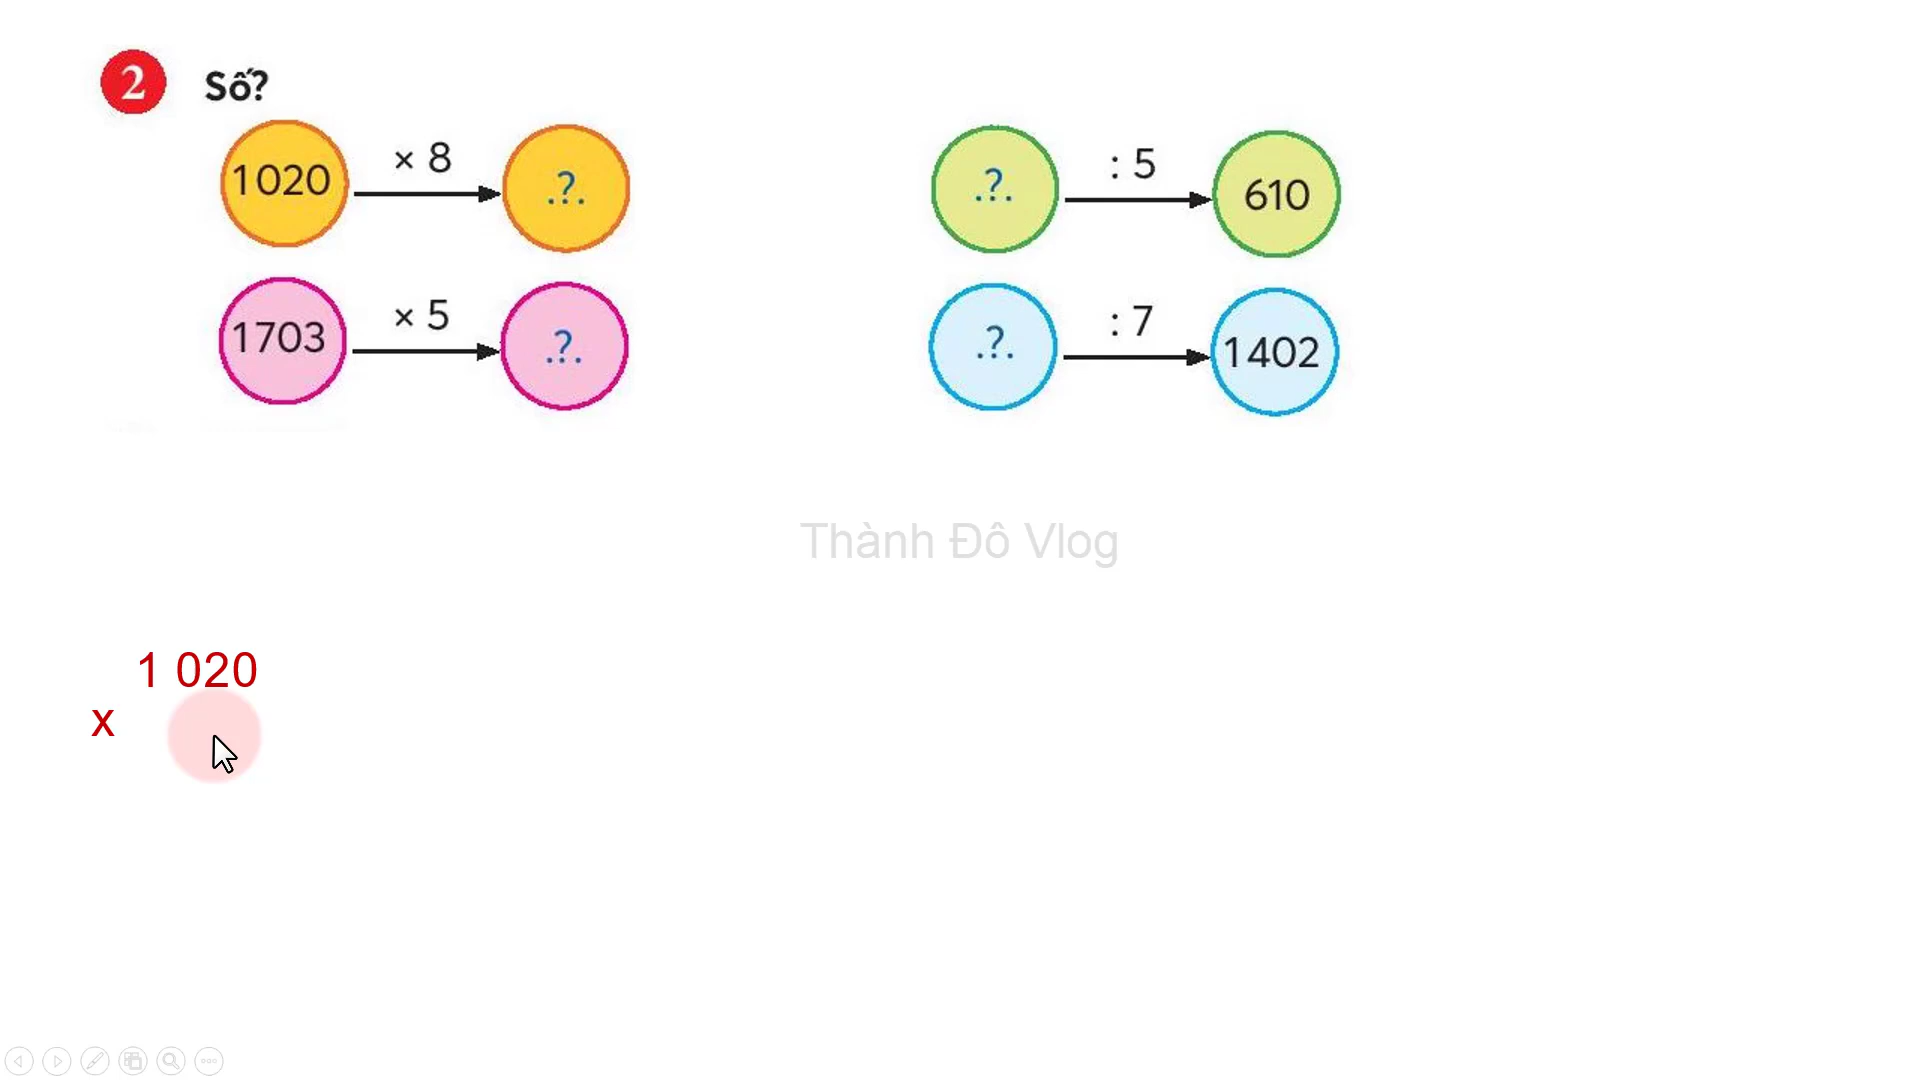 2 Số?
1020 × 8 .?.
.?. : 5 610
1703 × 5 .?.
.?. : 7 1402
Thành Đô Vlog
1 020
x